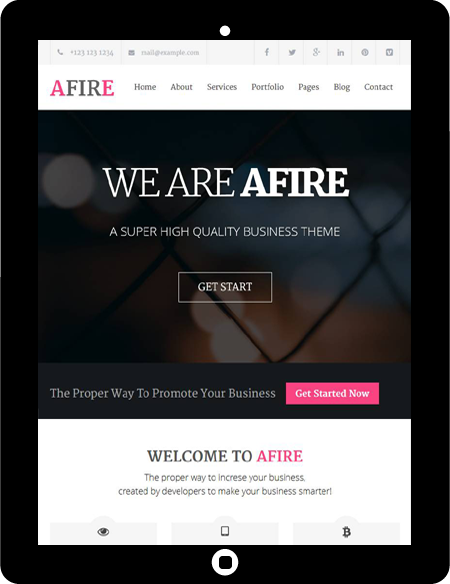 +123 123 1234 mail@example.com
AFIRE Home About Services Portfolio Pages Blog Contact
WE ARE AFIRE
A SUPER HIGH QUALITY BUSINESS THEME
GET START
The Proper Way To Promote Your Business Get Started Now
WELCOME TO AFIRE
The proper way to increse your business.
created by developers to make your business smarter!